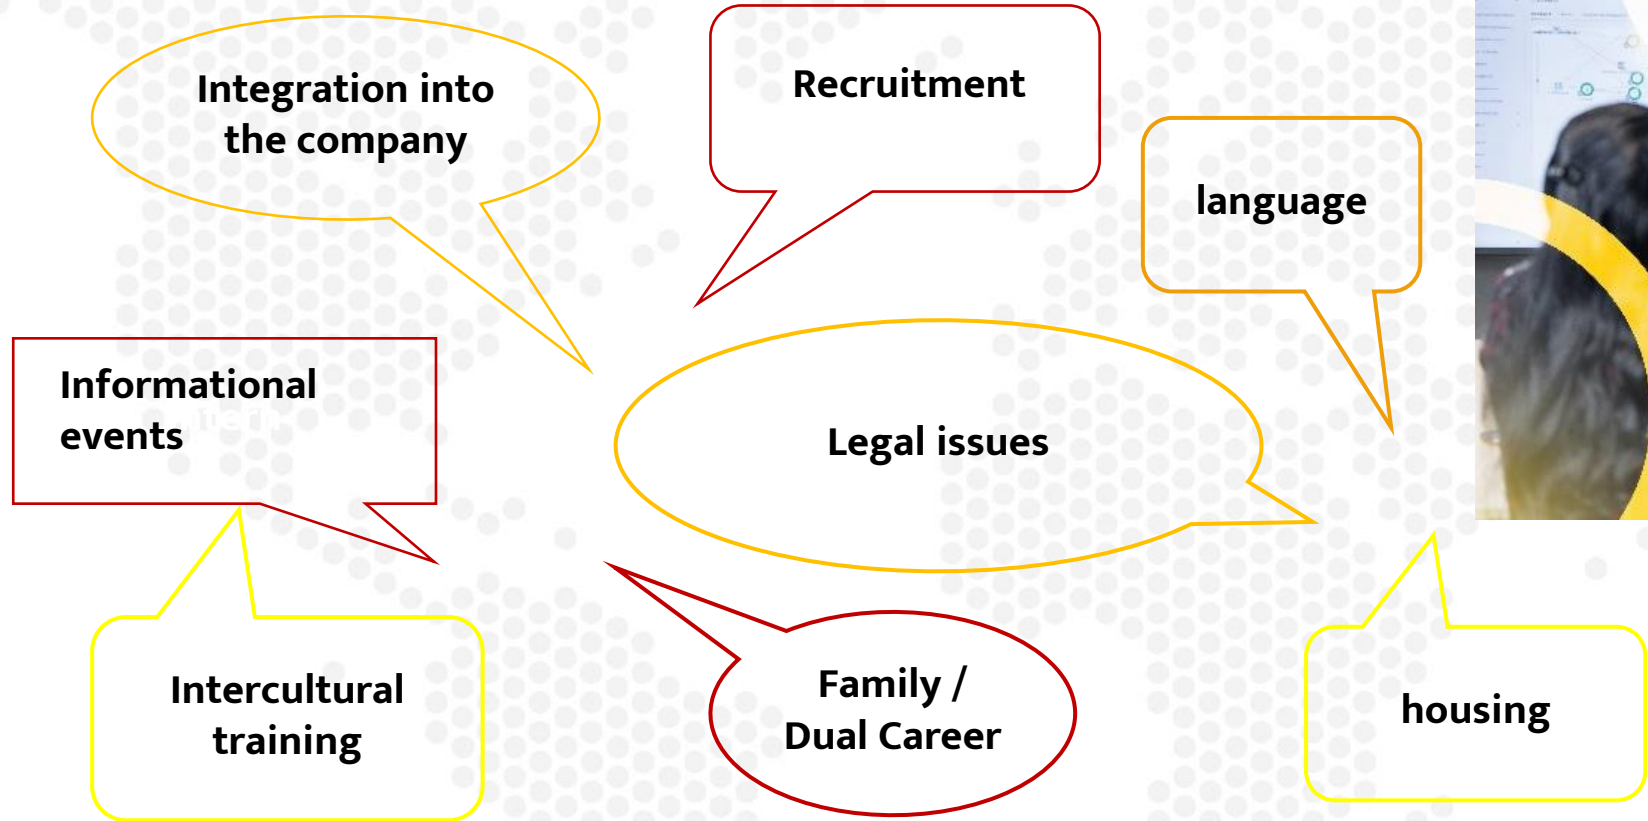 Integration into
the company
Recruitment
language
Informational
events
Legal issues
Intercultural
training
Family /
Dual Career
housing